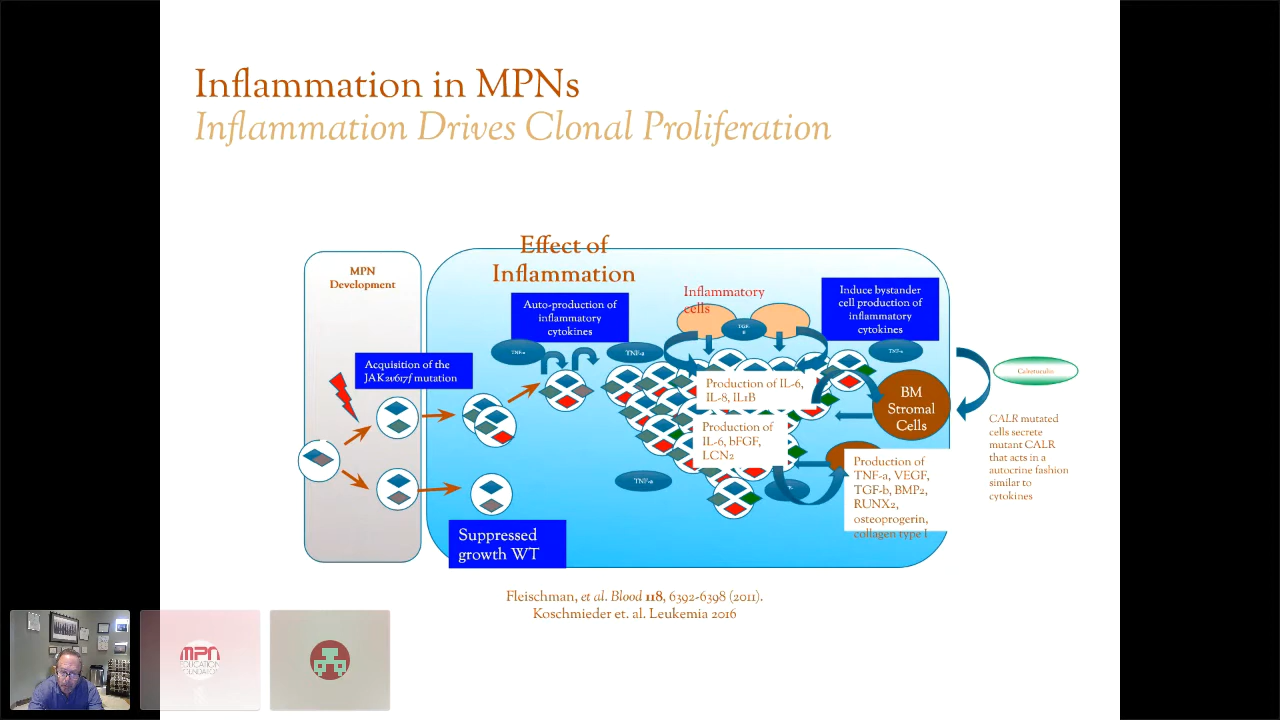 Inflammation in MPNs
Inflammation Drives Clonal Proliferation
Effect of
Inflammation
MPN
Development
Auto-production of
inflammatory
cytokines
Inflammatory
cells
Induce bystander
cell production of
inflammatory
cytokines
TGF-
TNF-a
TNF-a
TNF-a
Acquisition of the
JAK2v617f mutation
Calreticulin
Production of IL-6,
IL-8, IL1B
BM
Stromal
Cells
Production of
IL-6, bFGF,
LCN2
CALR mutated
cells secrete
mutant CALR
that acts in a
autocrine fashion
similar to
cytokines
Production of
TNF-a, VEGF,
TGF-b, BMP2,
RUNX2,
osteoprogerin,
collagen type I
TNF-a
Suppressed
growth WT
Fleischman, et al. Blood 118, 6392-6398 (2011).
Koschmieder et. al. Leukemia 2016
MPN
EDUCATION
FOUNDATION